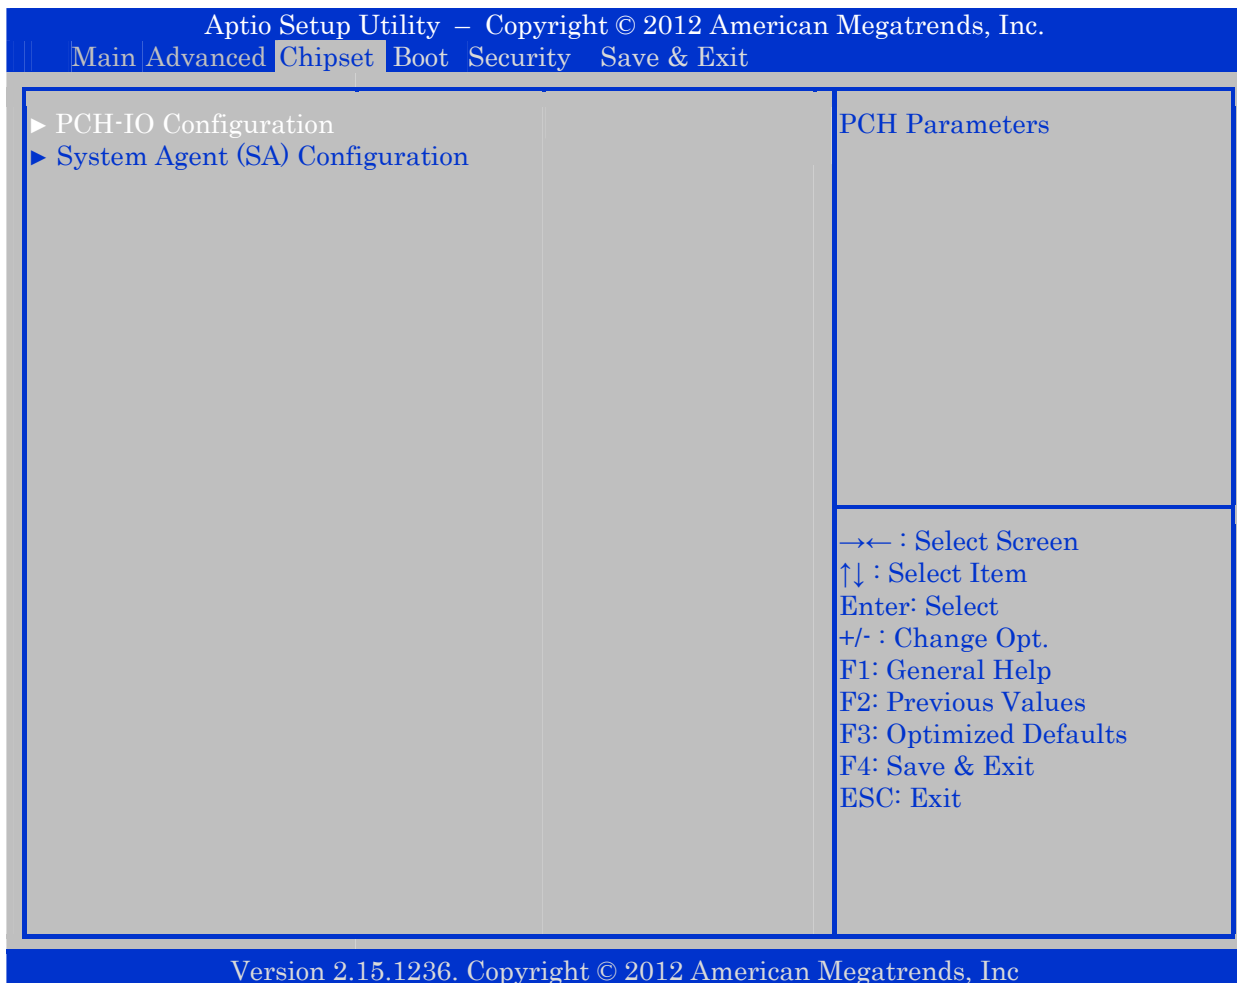 Aptio Setup Utility – Copyright © 2012 American Megatrends, Inc.
Main Advanced Chipset Boot Security Save & Exit
► PCH-IO Configuration
► System Agent (SA) Configuration
PCH Parameters
→← : Select Screen
↑↓ : Select Item
Enter: Select
+/- : Change Opt.
F1: General Help
F2: Previous Values
F3: Optimized Defaults
F4: Save & Exit
ESC: Exit
Version 2.15.1236. Copyright © 2012 American Megatrends, Inc